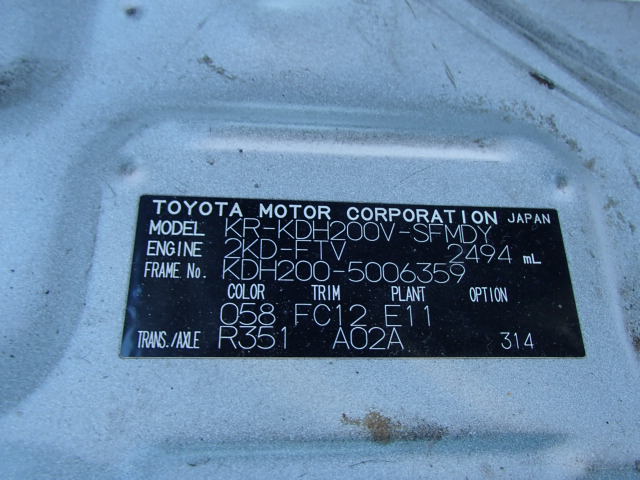 TOYOTA MOTOR CORPORATION JAPAN
MODEL KR-KDH200V-SFMDY
ENGINE 2KD-FTV 2494 mL
FRAME No. KDH200-5006359
COLOR TRIM PLANT OPTION
058 FC12 E11
TRANS./AXLE R351 A02A 314